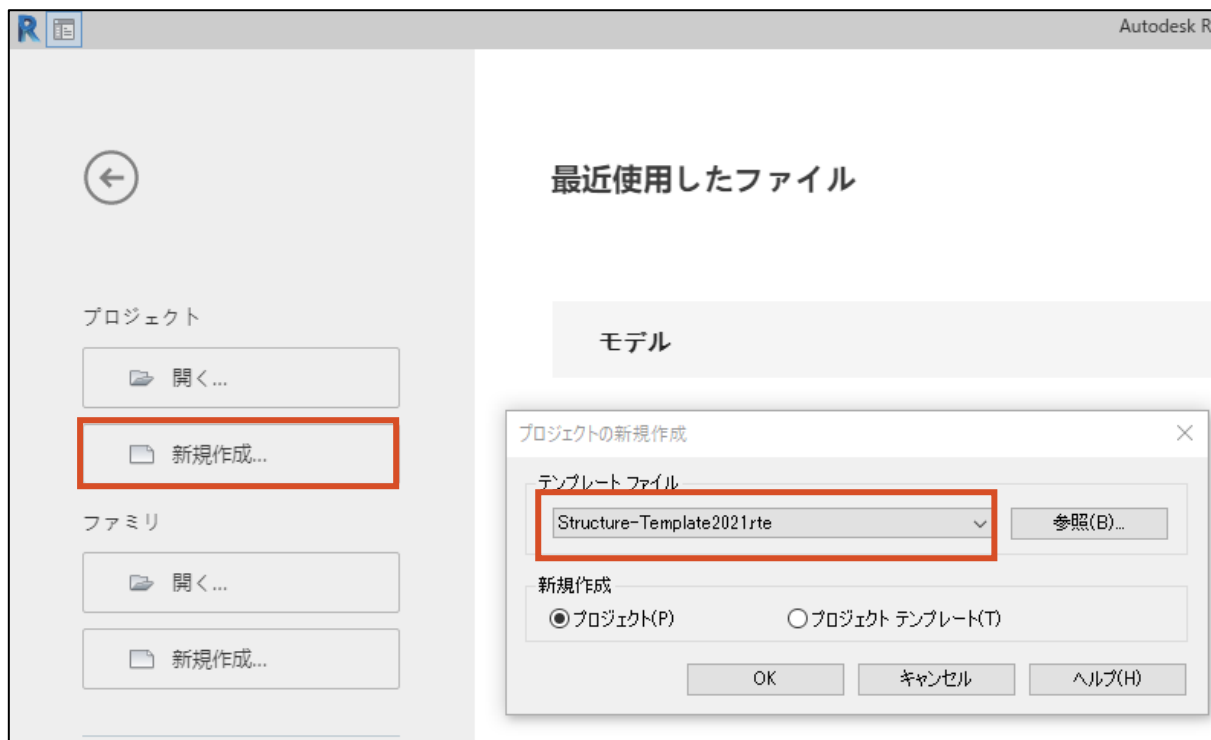 Autodesk R
最近使用したファイル
プロジェクト
開く...
新規作成...
ファミリ
開く...
新規作成...
モデル
プロジェクトの新規作成
テンプレート ファイル
Structure-Template2021.rte
参照(B)...
新規作成
プロジェクト(P)
プロジェクト テンプレート(T)
OK
キャンセル
ヘルプ(H)